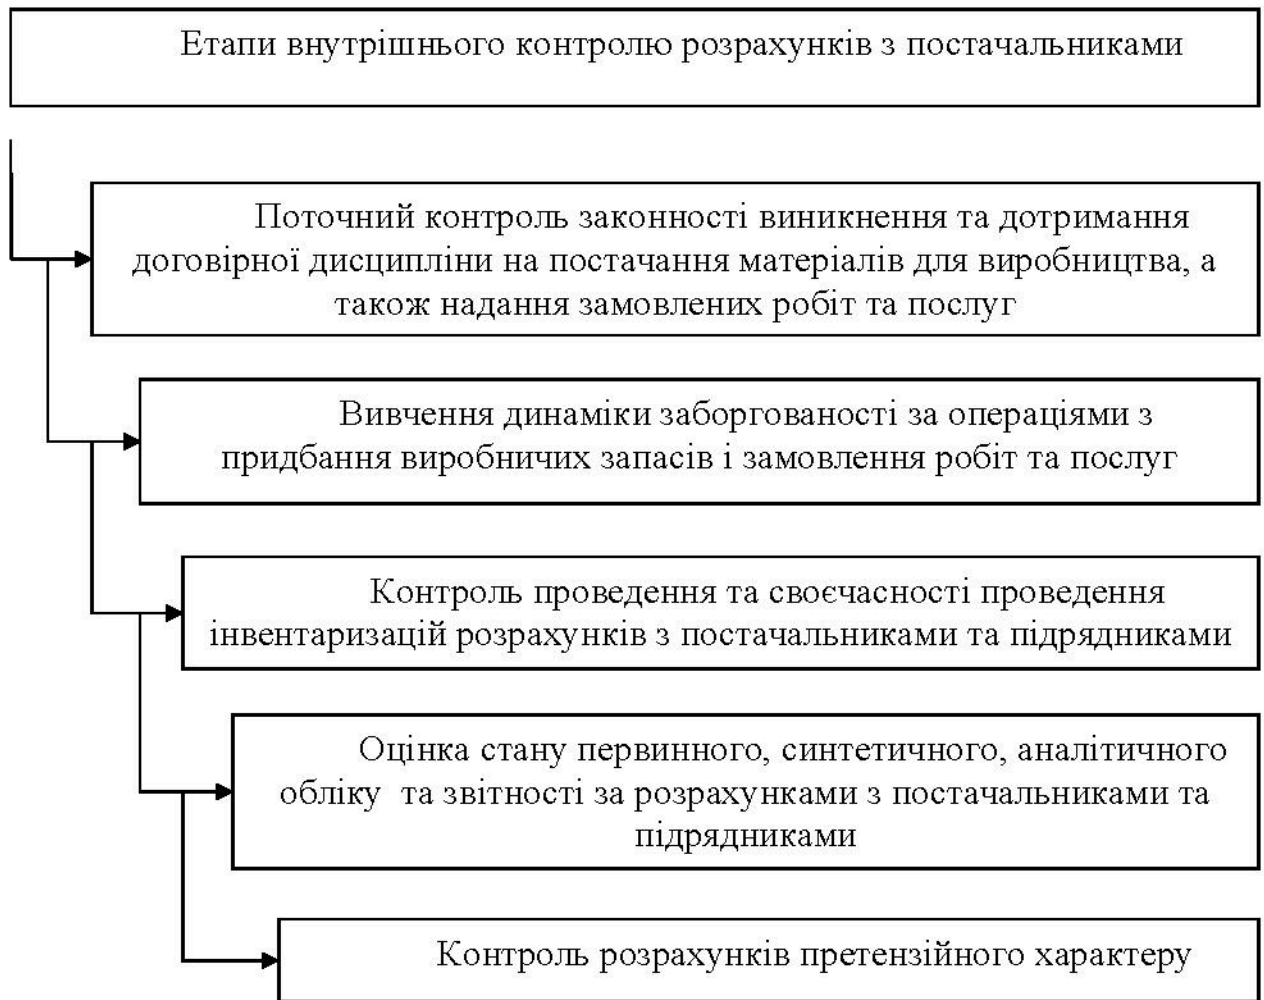 Етапи внутрішнього контролю розрахунків з постачальниками
Поточний контроль законності виникнення та дотримання
договірної дисципліни на постачання матеріалів для виробництва, а
також надання замовлених робіт та послуг
Вивчення динаміки заборгованості за операціями з
придбання виробничих запасів і замовлення робіт та послуг
Контроль проведення та своєчасності проведення
інвентаризацій розрахунків з постачальниками та підрядниками
Оцінка стану первинного, синтетичного, аналітичного
обліку та звітності за розрахунками з постачальниками та
підрядниками
Контроль розрахунків претензійного характеру